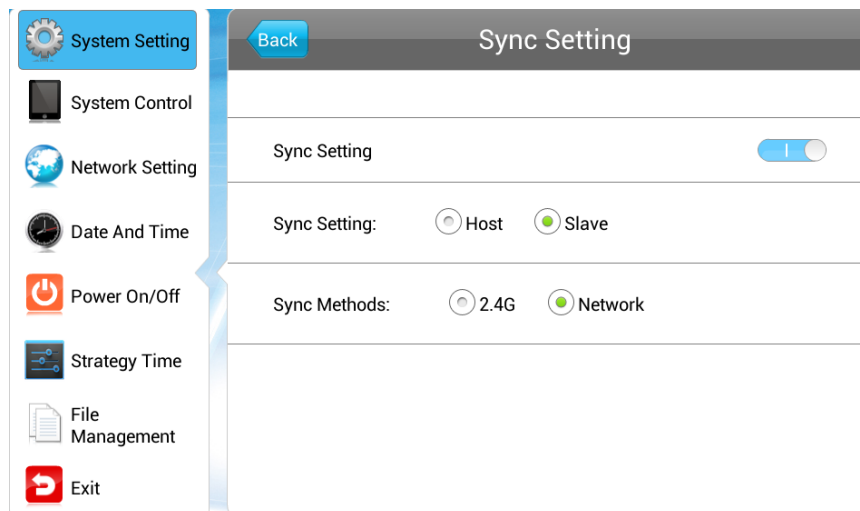 System Setting
System Control
Network Setting
Date And Time
Power On/Off
Strategy Time
File
Management
Exit
Back
Sync Setting
Sync Setting
Sync Setting: Host Slave
Sync Methods: 2.4G Network